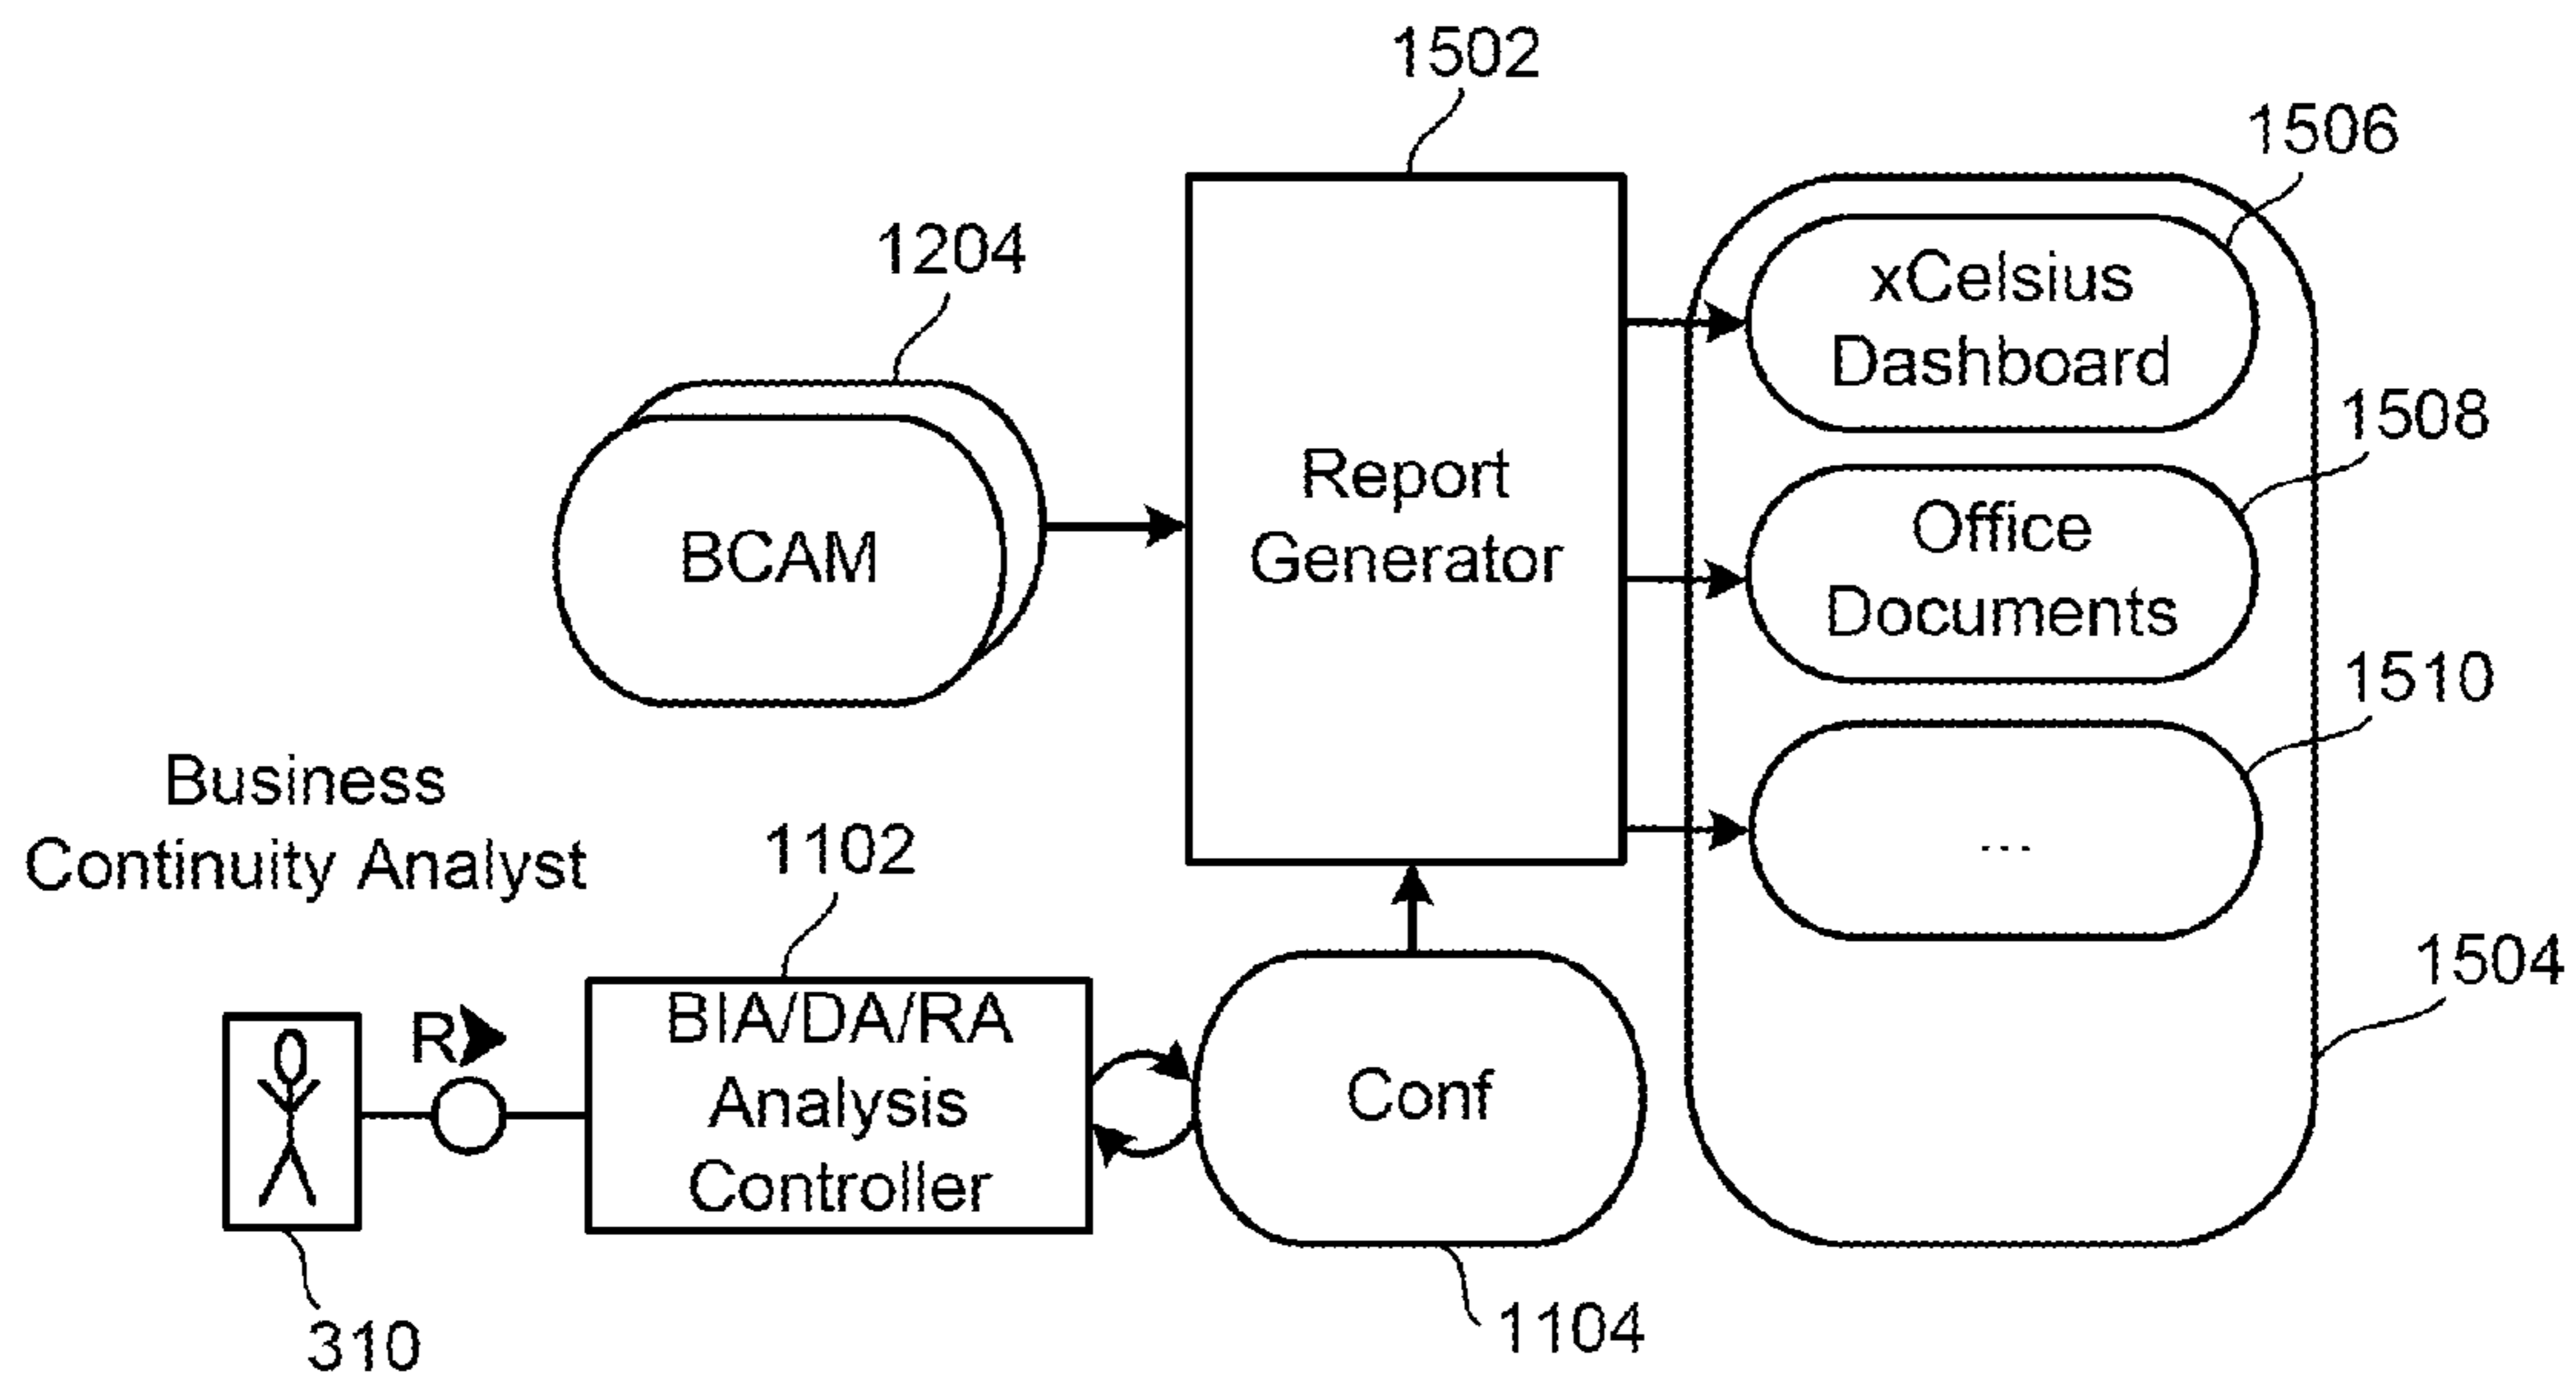 1502
1506
xCelsius
Dashboard
1204
1508
Report
Generator
Office
Documents
BCAM
1510
...
Business
Continuity Analyst
1102
1504
R
BIA/DA/RA
Analysis
Controller
Conf
310
1104